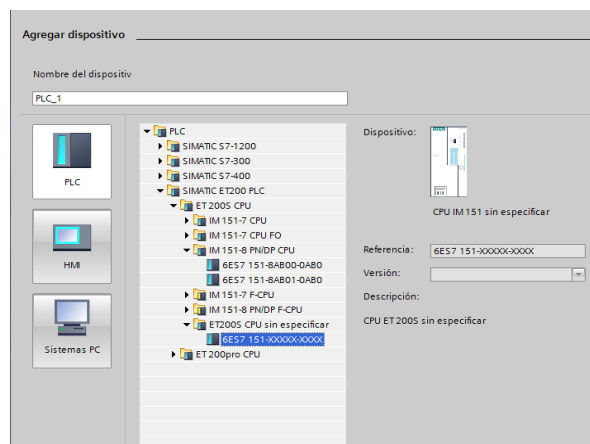 Agregar dispositivo
Nombre del dispositiv
PLC_1
PLC
HMI
Sistemas PC
PLC
SIMATIC S7-1200
SIMATIC S7-300
SIMATIC S7-400
SIMATIC ET200 PLC
ET 200S CPU
IM 151-7 CPU
IM 151-7 CPU FO
IM 151-8 PN/DP CPU
6ES7 151-8AB00-0AB0
6ES7 151-8AB01-0AB0
IM 151-7 F-CPU
IM 151-8 PN/DP F-CPU
ET200S CPU sin especificar
6ES7 151-XXXXX-XXXX
ET 200pro CPU
Dispositivo:
CPU IM 151 sin especificar
Referencia: 6ES7 151-XXXXX-XXXX
Versión:
Descripción:
CPU ET 200S sin especificar